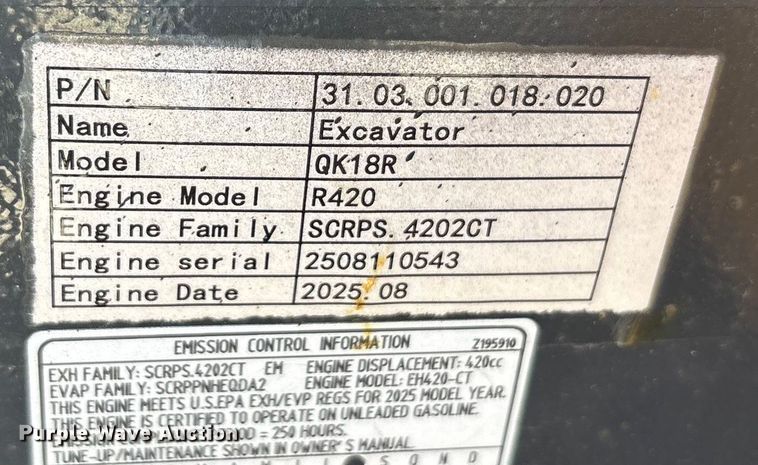 P/N 31.03.001.018.020
Name Excavator
Model QK18R
Engine Model R420
Engine Family SCRPS.4202CT
Engine serial 2508110543
Engine Date 2025.08
EMISSION CONTROL INFORMATION Z195910
EXH FAMILY: SCRPS.4202CT EM ENGINE DISPLACEMENT: 420cc
EVAP FAMILY: SCRPPNHEQDA2 ENGINE MODEL: EH420-CT
THIS ENGINE MEETS U.S.EPA EXH/EVP REGS FOR 2025 MODEL YEAR.
THIS ENGINE IS CERTIFIED TO OPERATE ON UNLEADED GASOLINE.
= 250 HOURS.
TUNE-UP/MAINTENANCE SHOWN IN OWNER'S MANUAL
S O N D
Purple Wave Auction